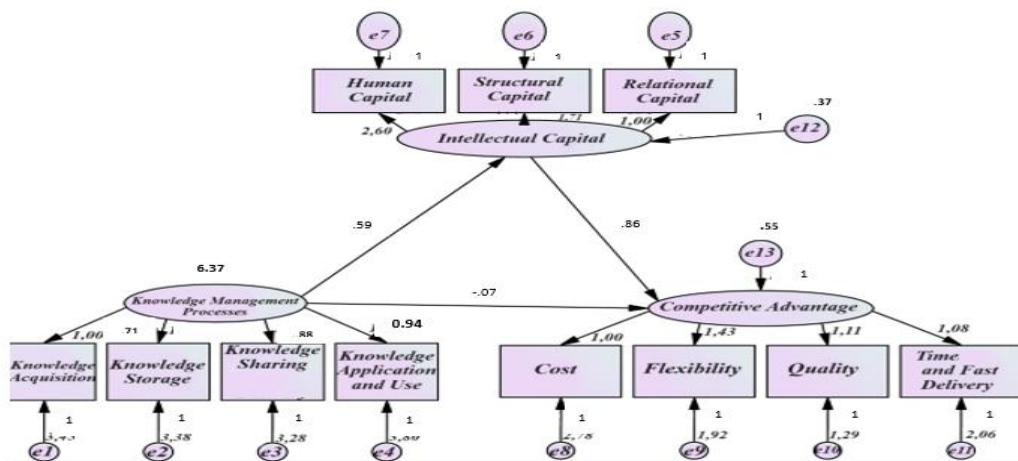 e7
e6
e5
1
1
1
Human
Capital
Structural
Capital
Relational
Capital
.37
1
2,60
1,71
1,00
Intellectual Capital
e12
.59
.86
.55
e13
1
6.37
Knowledge Management
Processes
-.07
Competitive Advantage
1,00
.71
.88
0.94
1,00
1,43
1,11
1,08
Knowledge
Acquisition
Knowledge
Storage
Knowledge
Sharing
Knowledge
Application
and Use
Cost
Flexibility
Quality
Time
and Fast
Delivery
1
1
1
1
1
1
1
1
3,38
3,28
1,92
1,29
2,06
e1
e2
e3
e4
e8
e9
e10
e11